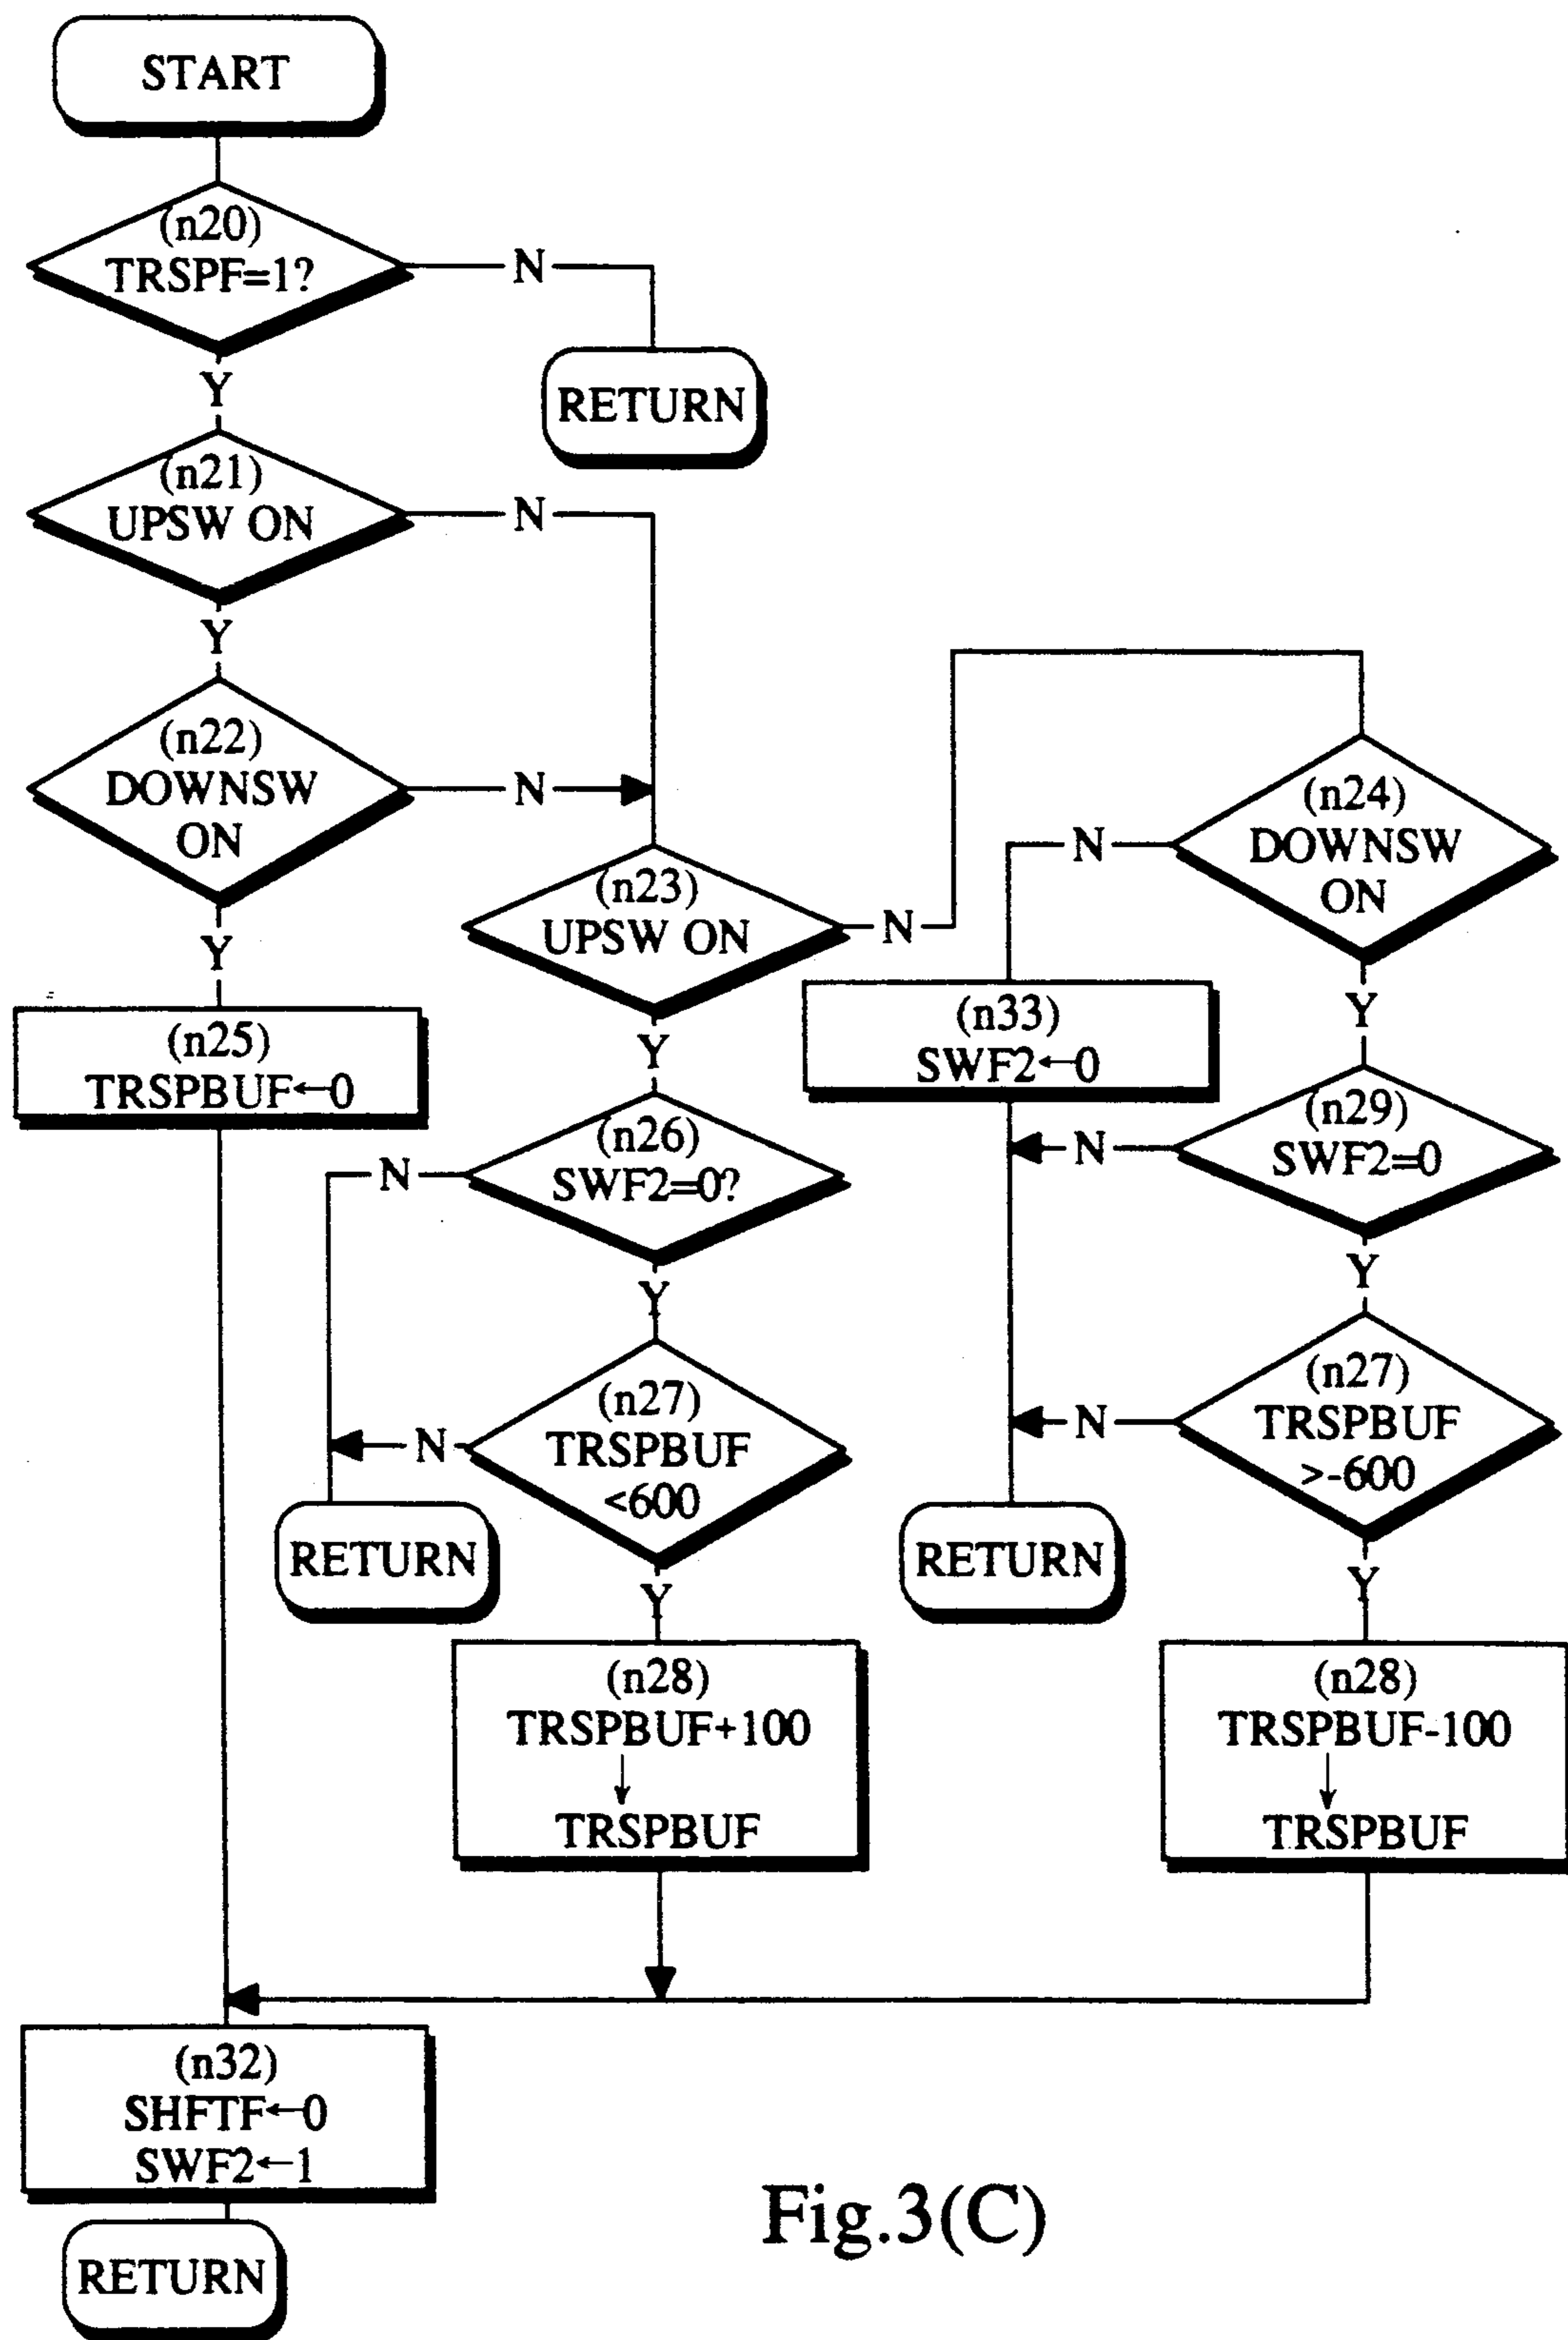 START
(n20)
TRSPF=1?
N
Y
RETURN
(n21)
UPSW ON
N
Y
(n22)
DOWNSW
ON
N
Y
(n23)
UPSW ON
N
Y
(n24)
DOWNSW
ON
N
Y
(n25)
TRSPBUF←0
(n33)
SWF2←0
(n26)
SWF2=0?
N
Y
(n29)
SWF2=0
N
Y
(n27)
TRSPBUF
<600
N
Y
(n27)
TRSPBUF
>-600
N
Y
RETURN
RETURN
(n28)
TRSPBUF+100
↓
TRSPBUF
(n28)
TRSPBUF-100
↓
TRSPBUF
(n32)
SHFTF←0
SWF2←1
RETURN
Fig.3(C)